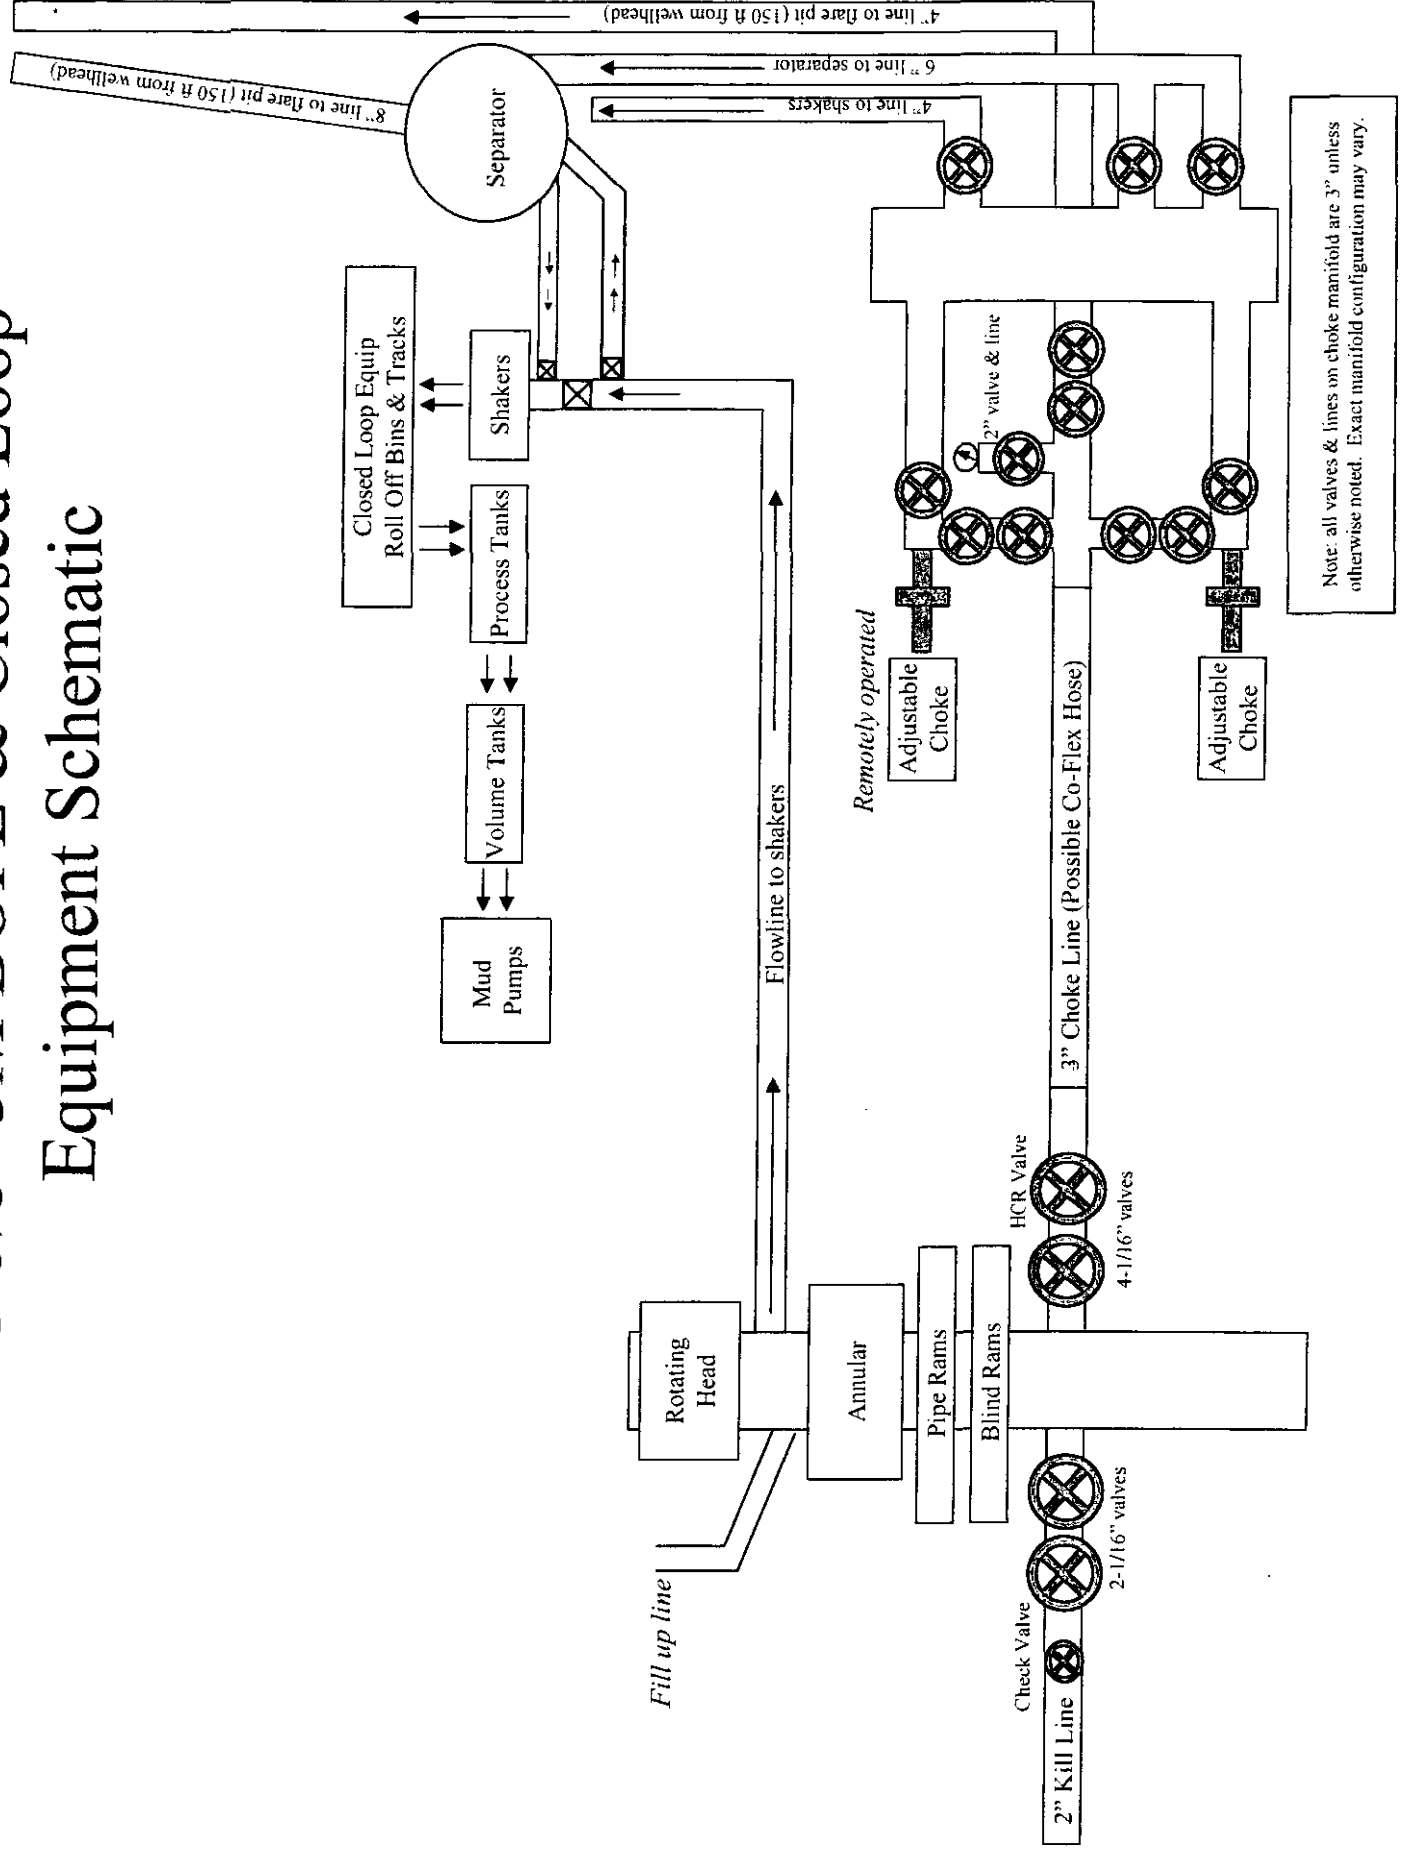 Equipment Schematic
4" line to flare pit (150 ft from wellhead)
8" line to flare pit (150 ft from wellhead)
6" line to separator
4" line to shakers
Separator
Closed Loop Equip
Roll Off Bins & Tracks
Shakers
Process Tanks
Volume Tanks
Mud
Pumps
Flowline to shakers
Fill up line
Rotating
Head
Annular
Pipe Rams
Blind Rams
Check Valve
2" Kill Line
2-1/16" valves
HCR Valve
4-1/16" valves
3" Choke Line (Possible Co-Flex Hose)
Remotely operated
Adjustable
Choke
Adjustable
Choke
2" valve & line
Note: all valves & lines on choke manifold are 3" unless
otherwise noted. Exact manifold configuration may vary.